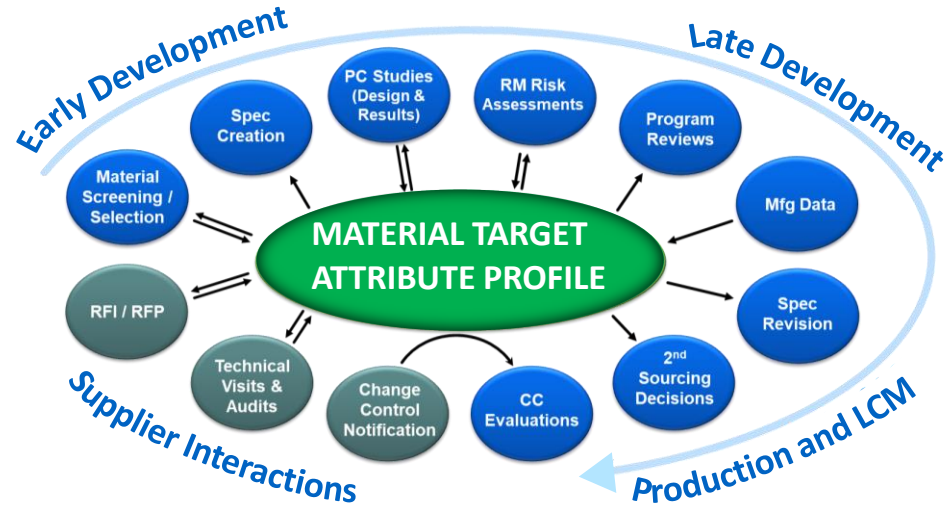 Early Development
Late Development
PC Studies
(Design &
Results)
RM Risk
Assessments
Spec
Creation
Program
Reviews
Material
Screening /
Selection
Mfg Data
MATERIAL TARGET
ATTRIBUTE PROFILE
RFI / RFP
Spec
Revision
Technical
Visits &
Audits
Change
Control
Notification
CC
Evaluations
2nd
Sourcing
Decisions
Supplier Interactions
Production and LCM